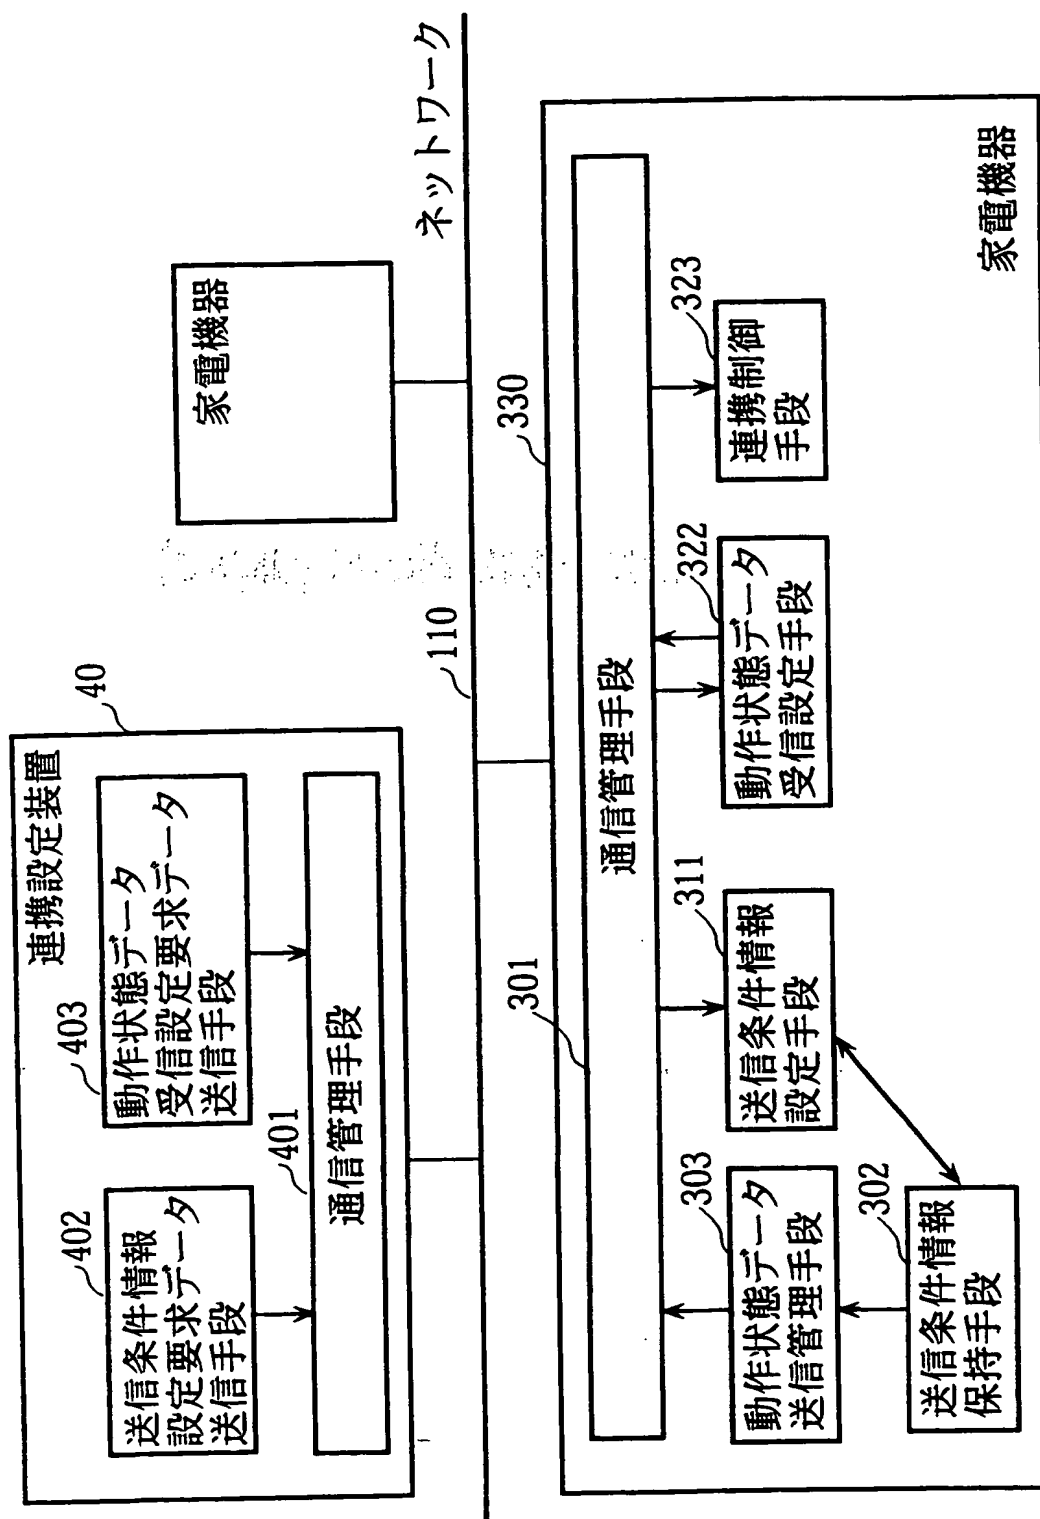 連携設定装置
40
402
送信条件情報
設定要求データ
送信手段
403
動作状態データ
受信設定要求データ
送信手段
401
通信管理手段
家電機器
110
ネットワーク
330
301
通信管理手段
303
動作状態データ
送信管理手段
302
送信条件情報
保持手段
311
送信条件情報
設定手段
322
動作状態データ
受信設定手段
323
連携制御
手段
家電機器